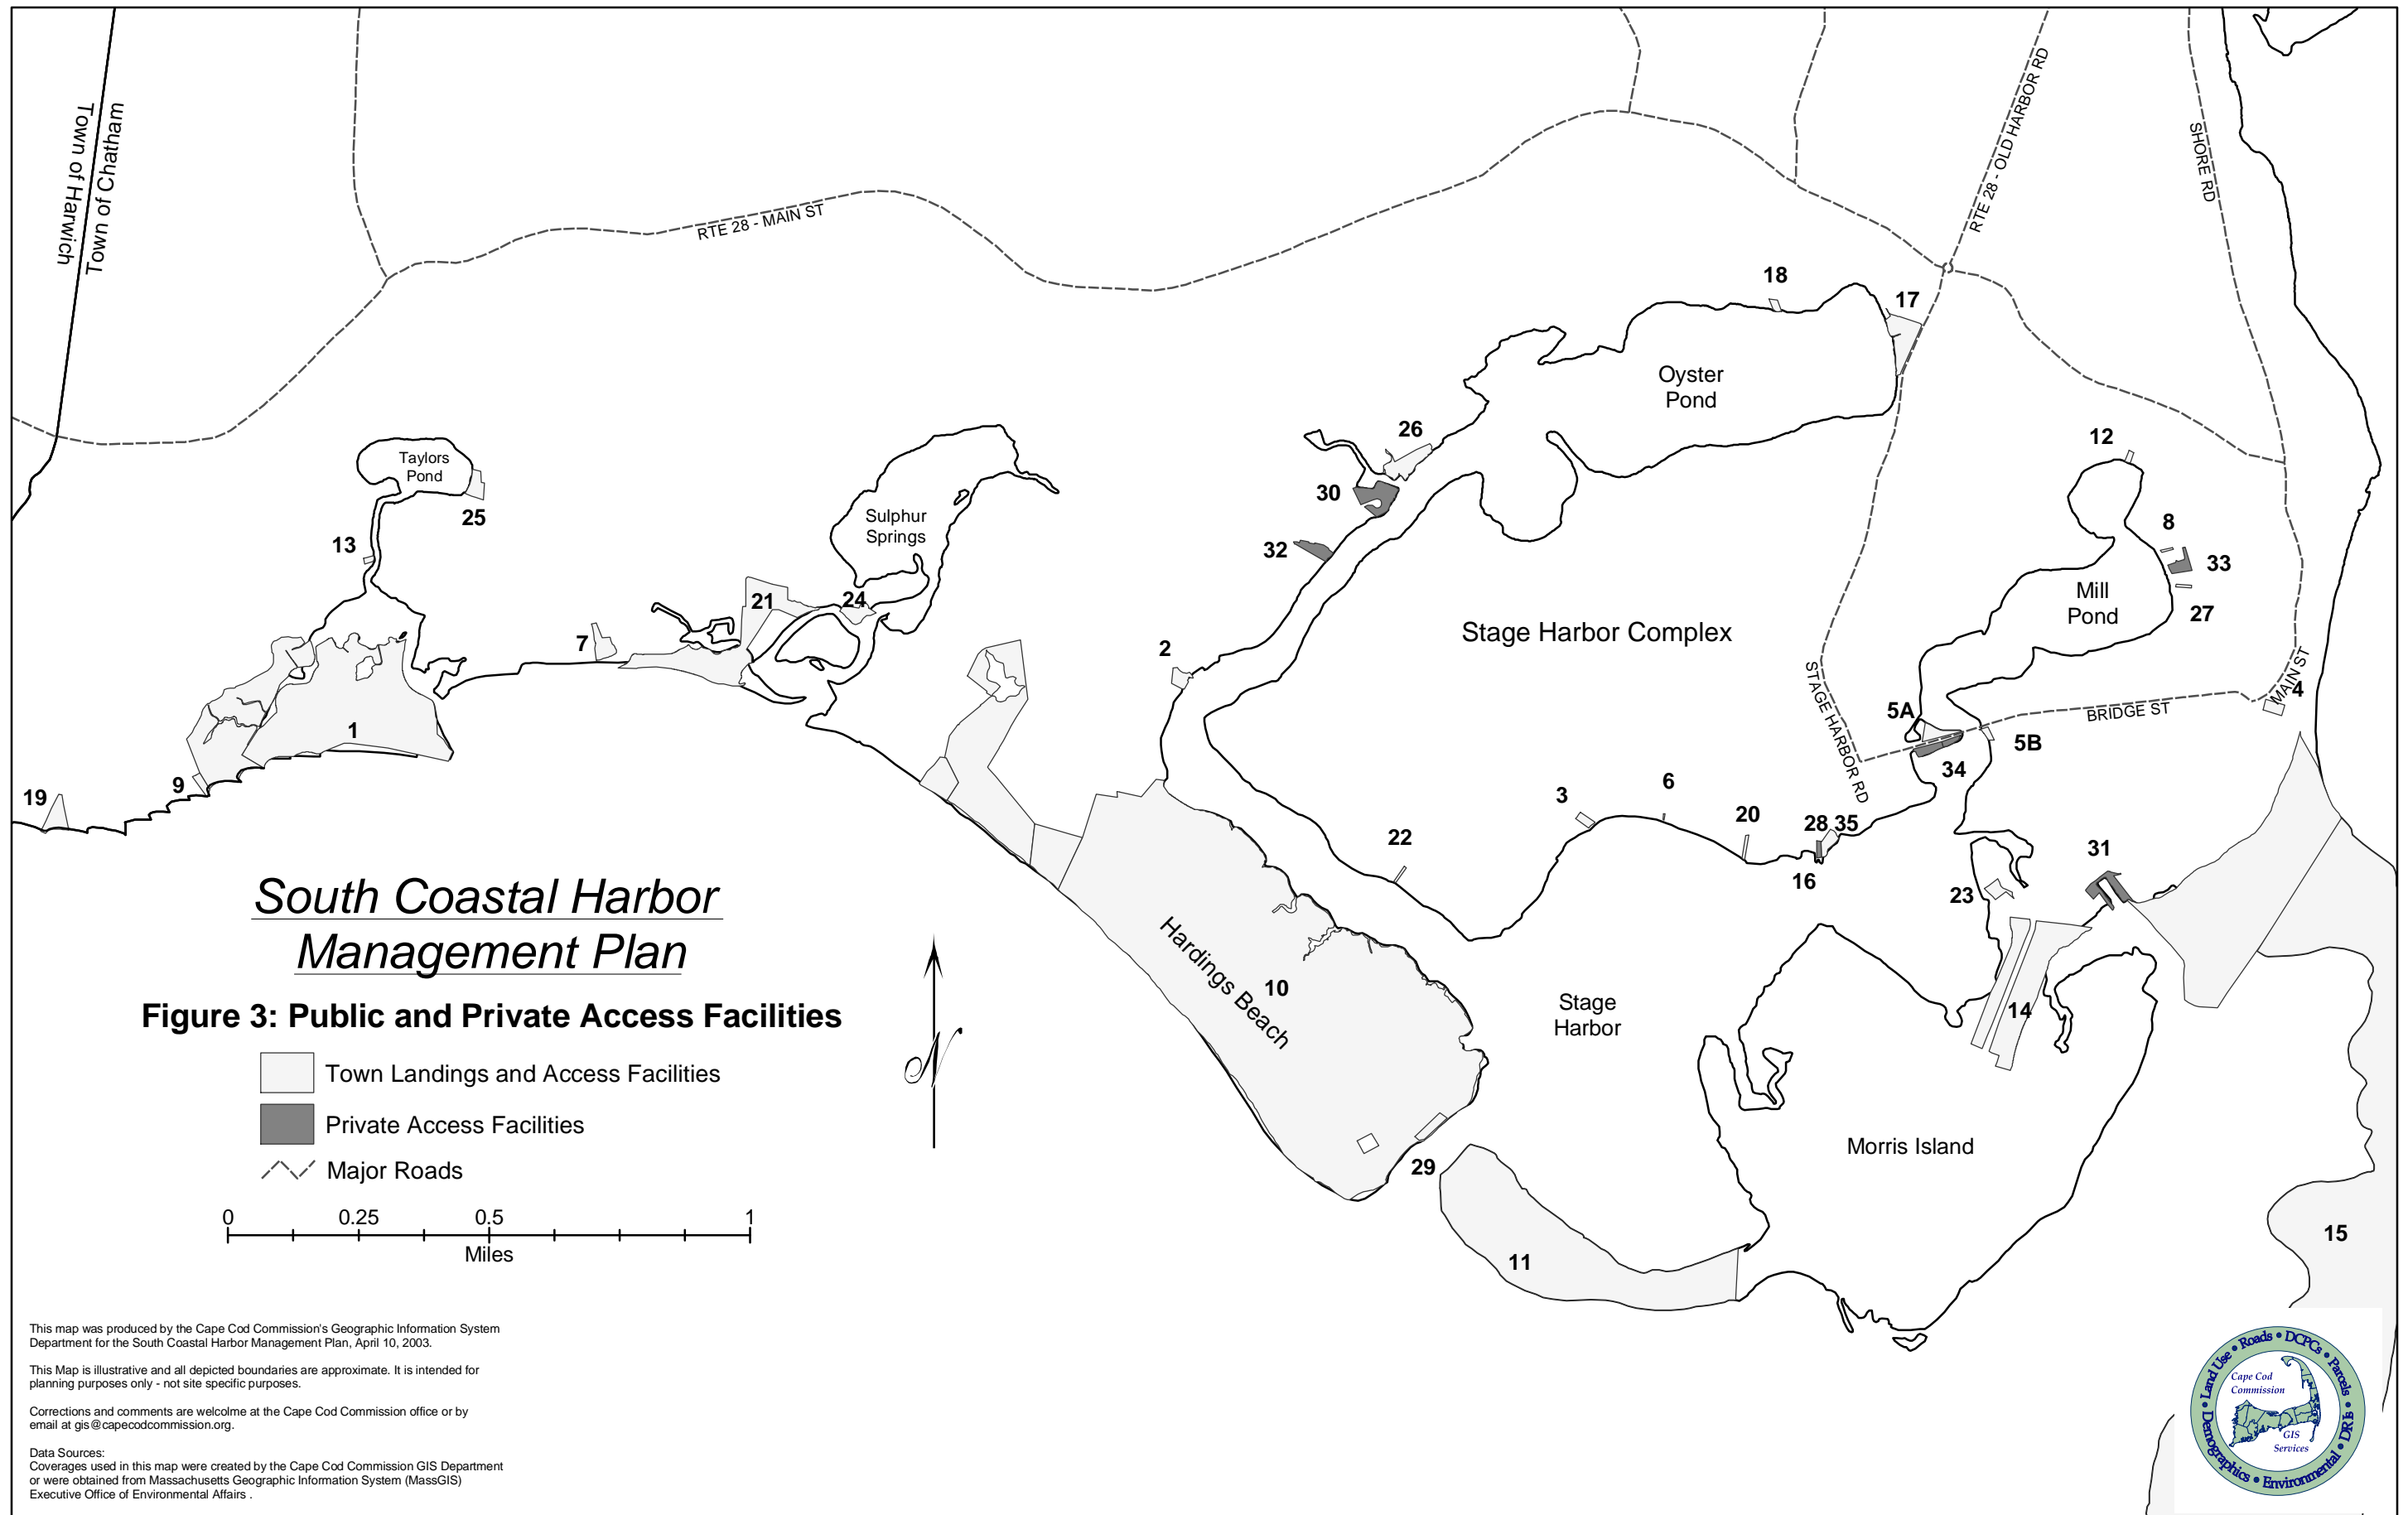 Town of Harwich
Town of Chatham
RTE 28 - MAIN ST
RTE 28 - OLD HARBOR RD
SHORE RD
18
17
Oyster
Pond
26
12
Taylors
Pond
25
30
Sulphur
Springs
8
13
32
33
21
24
Mill
Pond
27
7
Stage Harbor Complex
2
MAIN ST
4
STAGE HARBOR RD
5A
BRIDGE ST
1
5B
34
9
19
3
6
20
28
35
22
31
16
23
South Coastal Harbor
Management Plan
Hardings Beach
10
Figure 3: Public and Private Access Facilities
Stage
Harbor
14
Town Landings and Access Facilities
Private Access Facilities
Morris Island
29
Major Roads
0 0.25 0.5 1
Miles
15
11
This map was produced by the Cape Cod Commission's Geographic Information System
Department for the South Coastal Harbor Management Plan, April 10, 2003.
This Map is illustrative and all depicted boundaries are approximate. It is intended for
planning purposes only - not site specific purposes.
Corrections and comments are welcolme at the Cape Cod Commission office or by
email at gis@capecodcommission.org.
Data Sources:
Coverages used in this map were created by the Cape Cod Commission GIS Department
or were obtained from Massachusetts Geographic Information System (MassGIS)
Executive Office of Environmental Affairs .
Land Use • Roads • DCPCs • Parcels • DRIs • Environmental • Demographics •
Cape Cod
Commission
GIS
Services
N